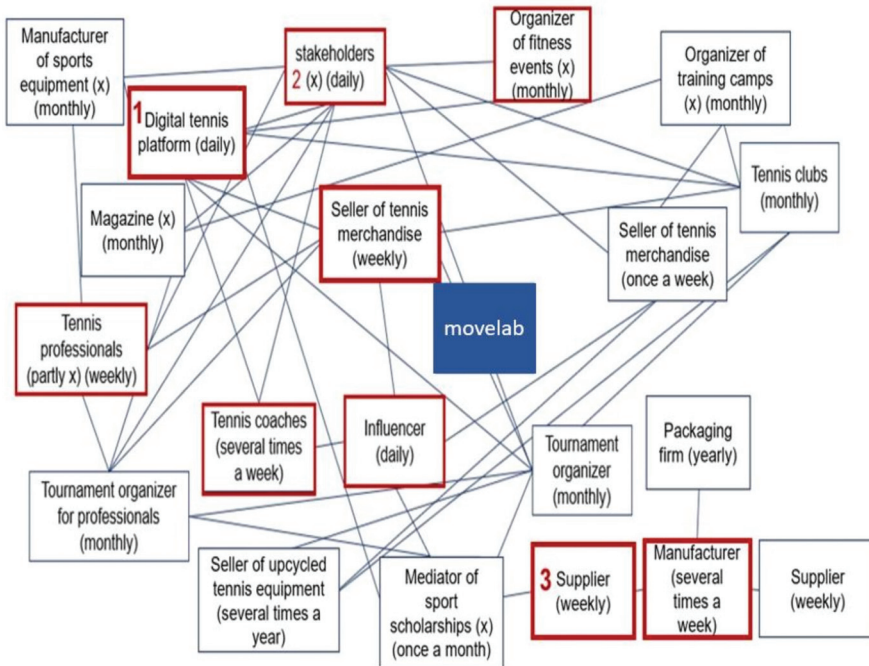 Manufacturer
of sports
equipment (x)
(monthly)
stakeholders
2 (x) (daily)
Organizer
of fitness
events (x)
(monthly)
Organizer of
training camps
(x) (monthly)
1 Digital tennis
platform (daily)
Tennis clubs
(monthly)
Magazine (x)
(monthly)
Seller of tennis
merchandise
(weekly)
Seller of tennis
merchandise
(once a week)
movelab
Tennis
professionals
(partly x) (weekly)
Tennis coaches
(several times
a week)
Influencer
(daily)
Tournament
organizer
(monthly)
Packaging
firm (yearly)
Tournament organizer
for professionals
(monthly)
Seller of upcycled
tennis equipment
(several times a
year)
Mediator of
sport
scholarships (x)
(once a month)
3 Supplier
(weekly)
Manufacturer
(several
times a
week)
Supplier
(weekly)